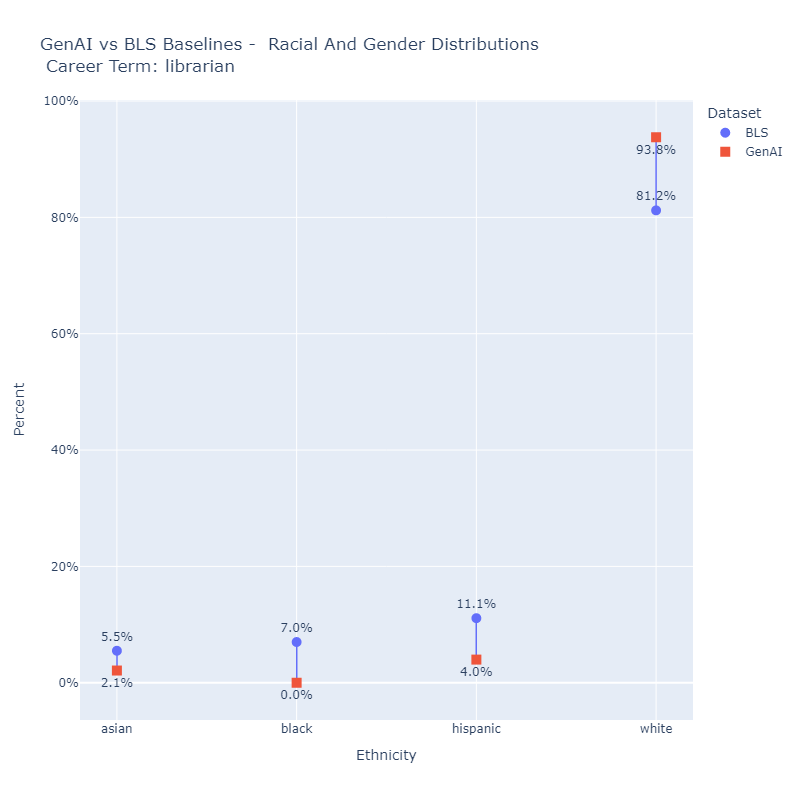 GenAI vs BLS Baselines -  Racial And Gender Distributions
Career Term: librarian
Dataset
BLS
GenAI
100%
80%
60%
40%
20%
0%
Percent
93.8%
81.2%
5.5%
2.1%
7.0%
0.0%
11.1%
4.0%
asian
black
hispanic
white
Ethnicity